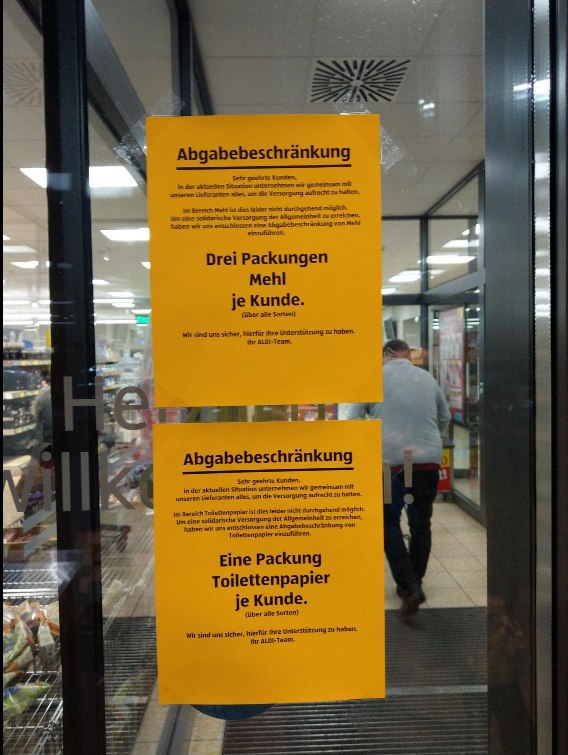 Abgabebeschränkung
Sehr geehrte Kunden,
in der aktuellen Situation unternehmen wir gemeinsam mit
unseren Lieferanten alles, um die Versorgung aufrecht zu halten.
Im Bereich Mehl ist dies leider nicht durchgehend möglich.
Um eine solidarische Versorgung der Allgemeinheit zu erreichen,
haben wir uns entschlossen eine Abgabebeschränkung von Mehl
einzuführen.
Drei Packungen
Mehl
je Kunde.
(über alle Sorten)
Wir sind uns sicher, hierfür Ihre Unterstützung zu haben.
Ihr ALDI-Team.
Abgabebeschränkung
Sehr geehrte Kunden,
in der aktuellen Situation unternehmen wir gemeinsam mit
unseren Lieferanten alles, um die Versorgung aufrecht zu halten.
Im Bereich Toilettenpapier ist dies leider nicht durchgehend möglich.
Um eine solidarische Versorgung der Allgemeinheit zu erreichen,
haben wir uns entschlossen eine Abgabebeschränkung von
Toilettenpapier einzuführen.
Eine Packung
Toilettenpapier
je Kunde.
(über alle Sorten)
Wir sind uns sicher, hierfür Ihre Unterstützung zu haben.
Ihr ALDI-Team.